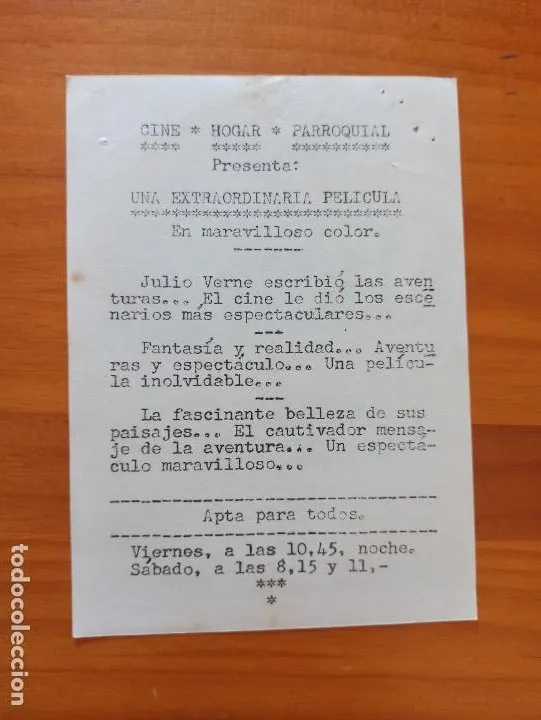 CINE * HOGAR * PARROQUIAL
**** ***** **********
Presenta:
UNA EXTRAORDINARIA PELICULA
***************************
En maravilloso color.
-------
Julio Verne escribió las aven
turas... El cine le dió los esce
narios más espectaculares...
---
Fantasía y realidad... Aventu
ras y espectáculo... Una pelícu-
la inolvidable...
---
La fascinante belleza de sus
paisajes... El cautivador mensa-
je de la aventura... Un especta-
culo maravilloso...
--------------------------------
Apta para todos.
--------------------------------
Viernes, a las 10,45, noche.
Sábado, a las 8,15 y 11,-
***
*
todocoleccion